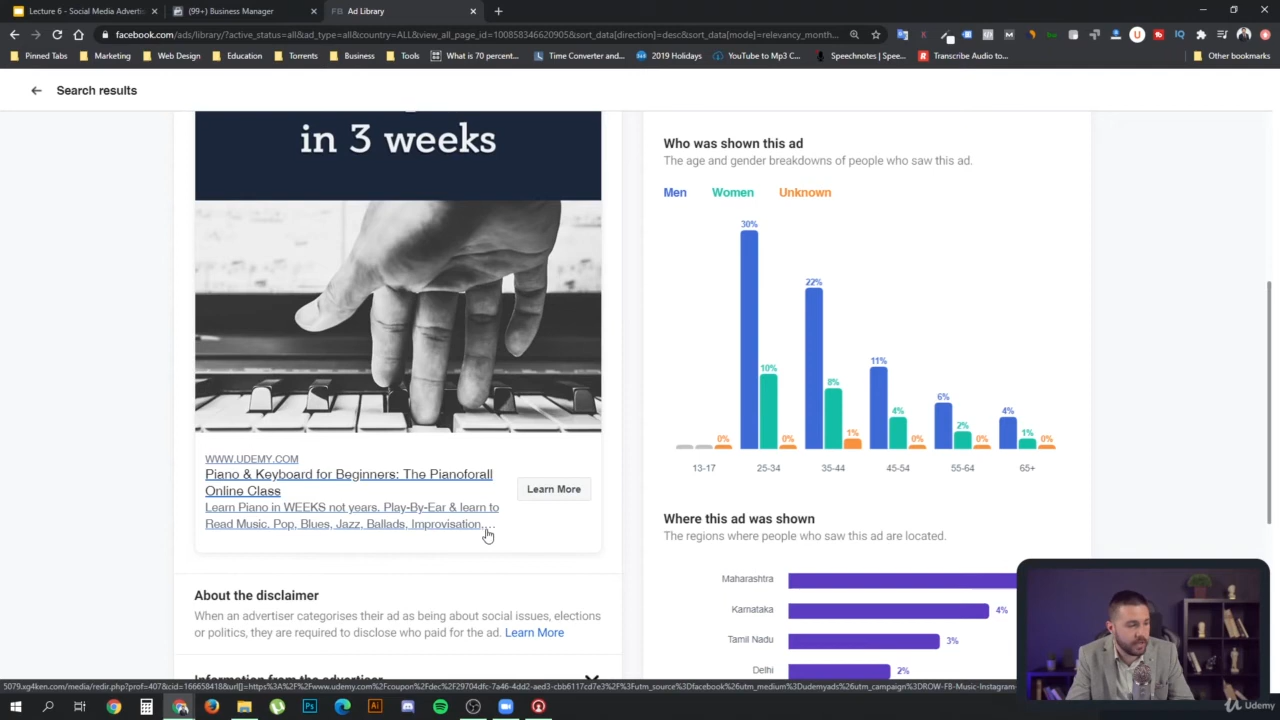 Lecture 6 - Social Media Adverti
(99+) Business Manager
FB Ad Library
facebook.com/ads/library/?active_status=all&ad_type=all&country=ALL&view_all_page_id=100858346620905&sort_data[direction]=desc&sort_data[mode]=relevancy_month...
Pinned Tabs
Marketing
Web Design
Education
Torrents
Business
Tools
What is 70 percent...
Time Converter and...
2019 Holidays
YouTube to Mp3 C...
Speechnotes | Spee...
Transcribe Audio to...
Other bookmarks
Search results
in 3 weeks
WWW.UDEMY.COM
Piano & Keyboard for Beginners: The Pianoforall
Online Class
Learn Piano in WEEKS not years. Play-By-Ear & learn to
Read Music. Pop, Blues, Jazz, Ballads, Improvisation,...
Learn More
About the disclaimer
When an advertiser categorises their ad as being about social issues, elections
or politics, they are required to disclose who paid for the ad. Learn More
Information from the advertiser
Who was shown this ad
The age and gender breakdowns of people who saw this ad.
Men Women Unknown
30%
22%
11%
10%
8%
6%
4%
4%
2%
1%
1%
0% 0% 0% 0% 0%
13-17 25-34 35-44 45-54 55-64 65+
Where this ad was shown
The regions where people who saw this ad are located.
Maharashtra
Karnataka 4%
Tamil Nadu 3%
Delhi 2%
Udemy